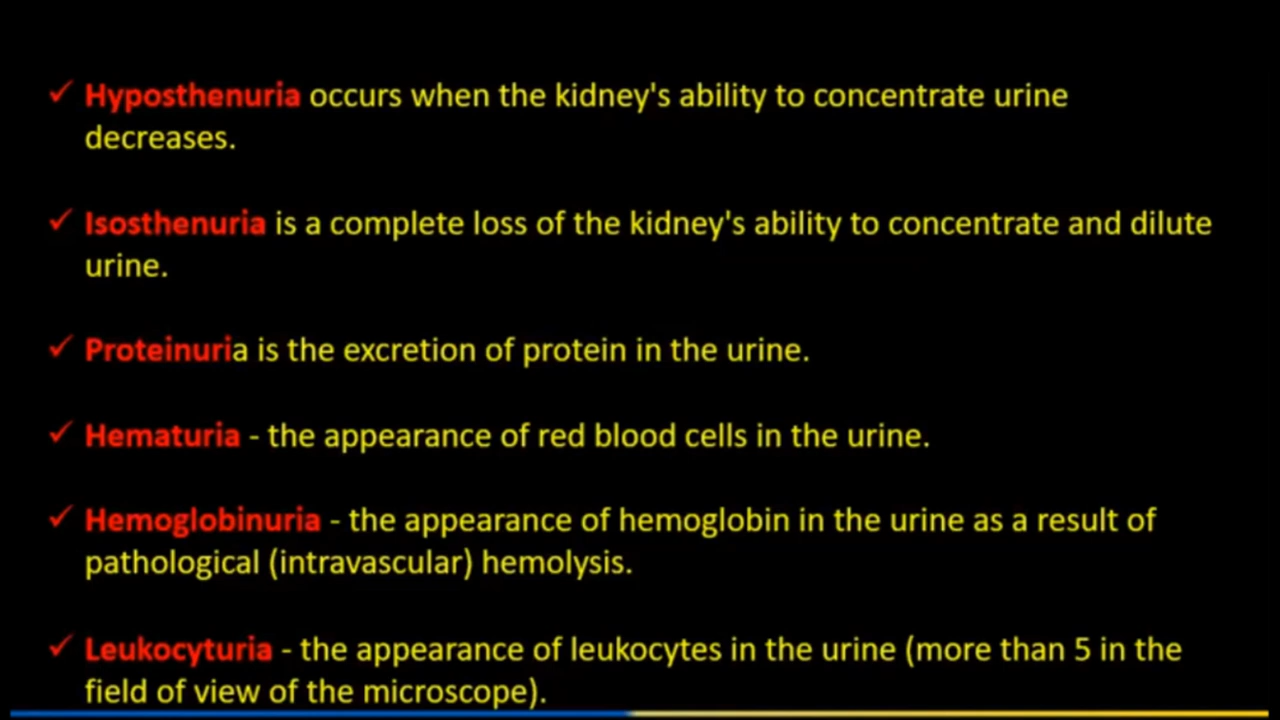 ✓ Hyposthenuria occurs when the kidney's ability to concentrate urine
decreases.
✓ Isosthenuria is a complete loss of the kidney's ability to concentrate and dilute
urine.
✓ Proteinuria is the excretion of protein in the urine.
✓ Hematuria - the appearance of red blood cells in the urine.
✓ Hemoglobinuria - the appearance of hemoglobin in the urine as a result of
pathological (intravascular) hemolysis.
✓ Leukocyturia - the appearance of leukocytes in the urine (more than 5 in the
field of view of the microscope).